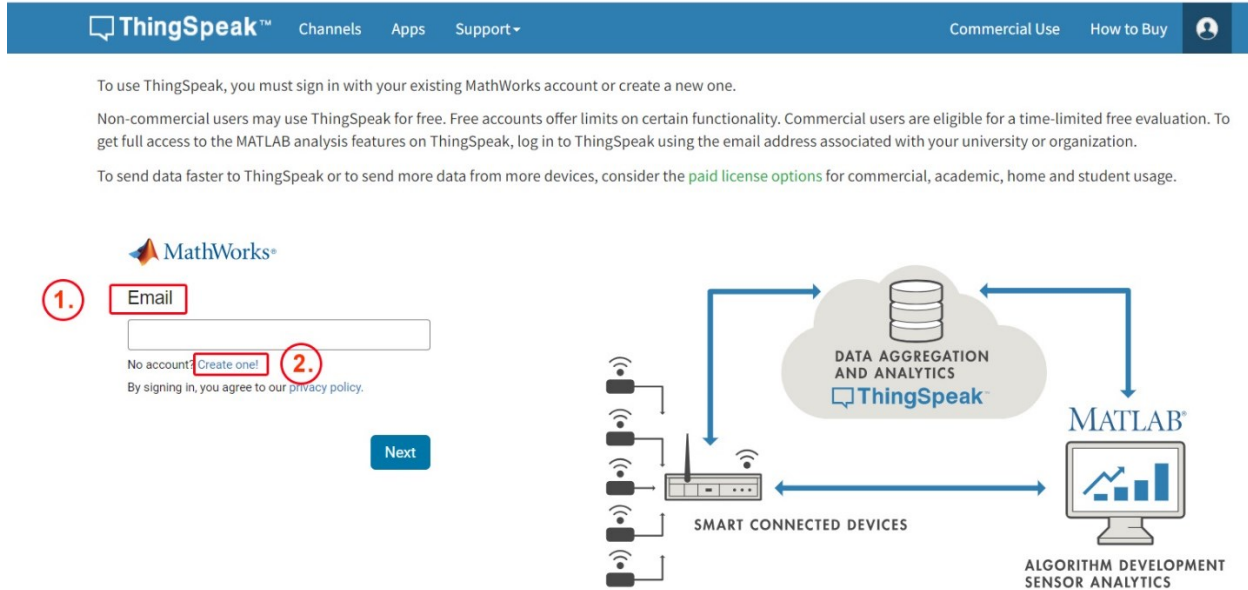 ThingSpeak™ Channels Apps Support Commercial Use How to Buy
To use ThingSpeak, you must sign in with your existing MathWorks account or create a new one.
Non-commercial users may use ThingSpeak for free. Free accounts offer limits on certain functionality. Commercial users are eligible for a time-limited free evaluation. To
get full access to the MATLAB analysis features on ThingSpeak, log in to ThingSpeak using the email address associated with your university or organization.
To send data faster to ThingSpeak or to send more data from more devices, consider the paid license options for commercial, academic, home and student usage.
MathWorks®
1.
Email
No account? Create one!
2.
By signing in, you agree to our privacy policy.
Next
DATA AGGREGATION
AND ANALYTICS
ThingSpeak™
MATLAB®
SMART CONNECTED DEVICES
ALGORITHM DEVELOPMENT
SENSOR ANALYTICS